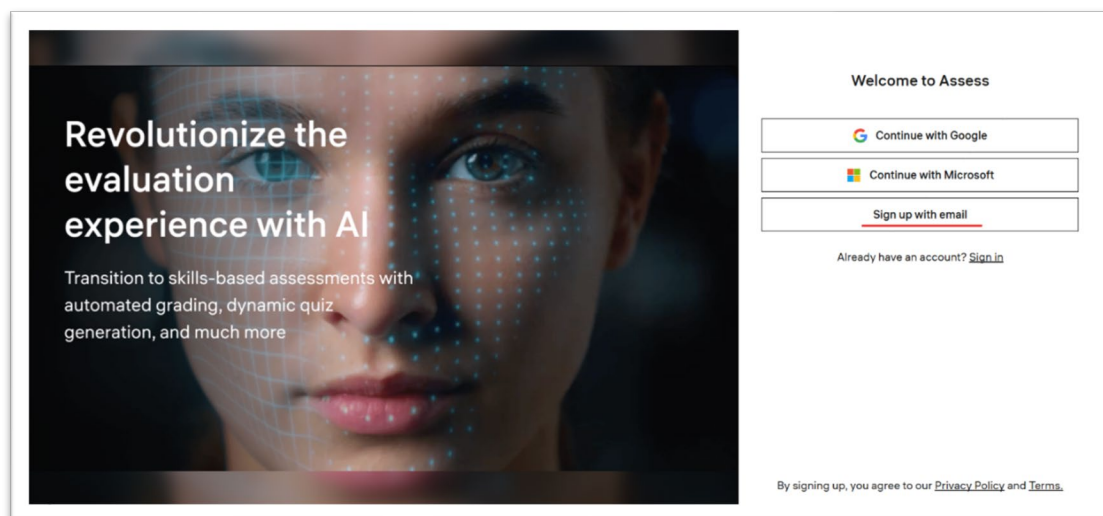 Revolutionize the
evaluation
experience with AI
Transition to skills-based assessments with
automated grading, dynamic quiz
generation, and much more
Welcome to Assess
Continue with Google
Continue with Microsoft
Sign up with email
Already have an account? Sign in
By signing up, you agree to our Privacy Policy and Terms.